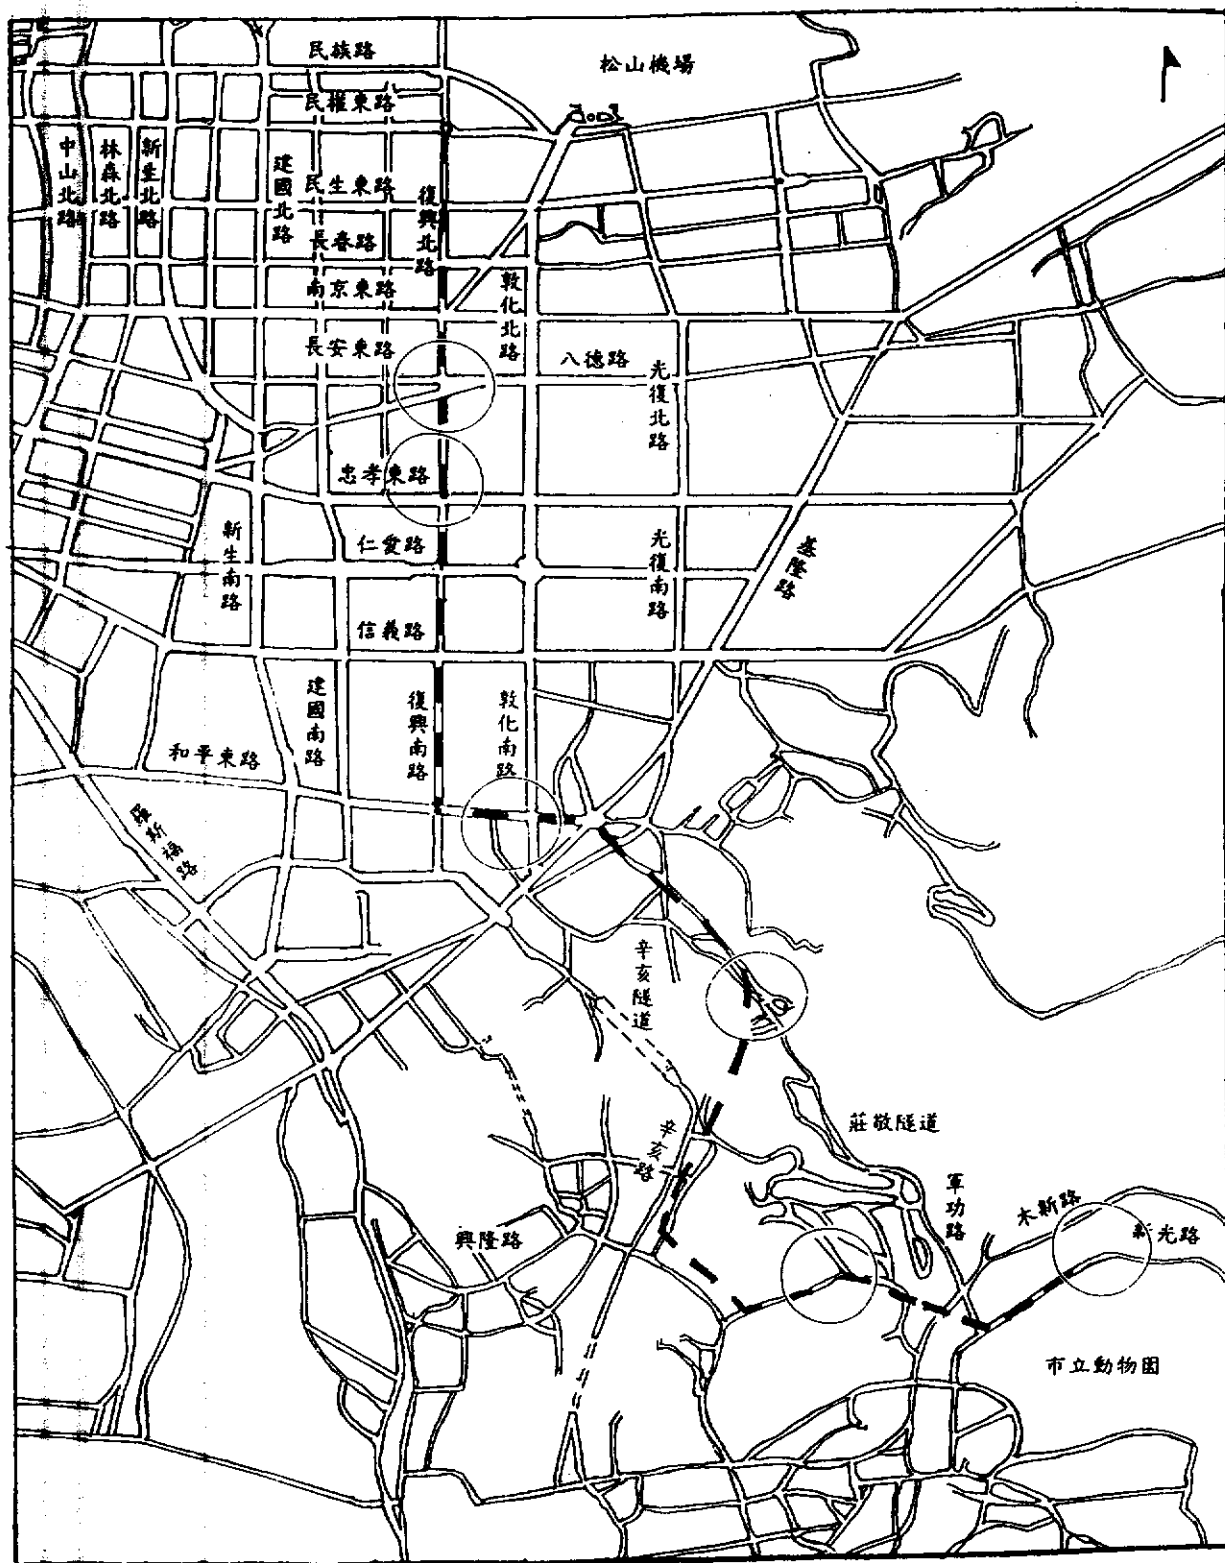 民族路
松山機場
民權東路
中山北路
林森北路
新生北路
建國北路
民生東路
復興北路
長春路
南京東路
敦化北路
長安東路
八德路
光復北路
忠孝東路
新生南路
仁愛路
光復南路
基隆路
信義路
建國南路
復興南路
敦化南路
和平東路
羅斯福路
辛亥隧道
莊敬隧道
辛亥路
軍功路
木新路
新光路
興隆路
市立動物園